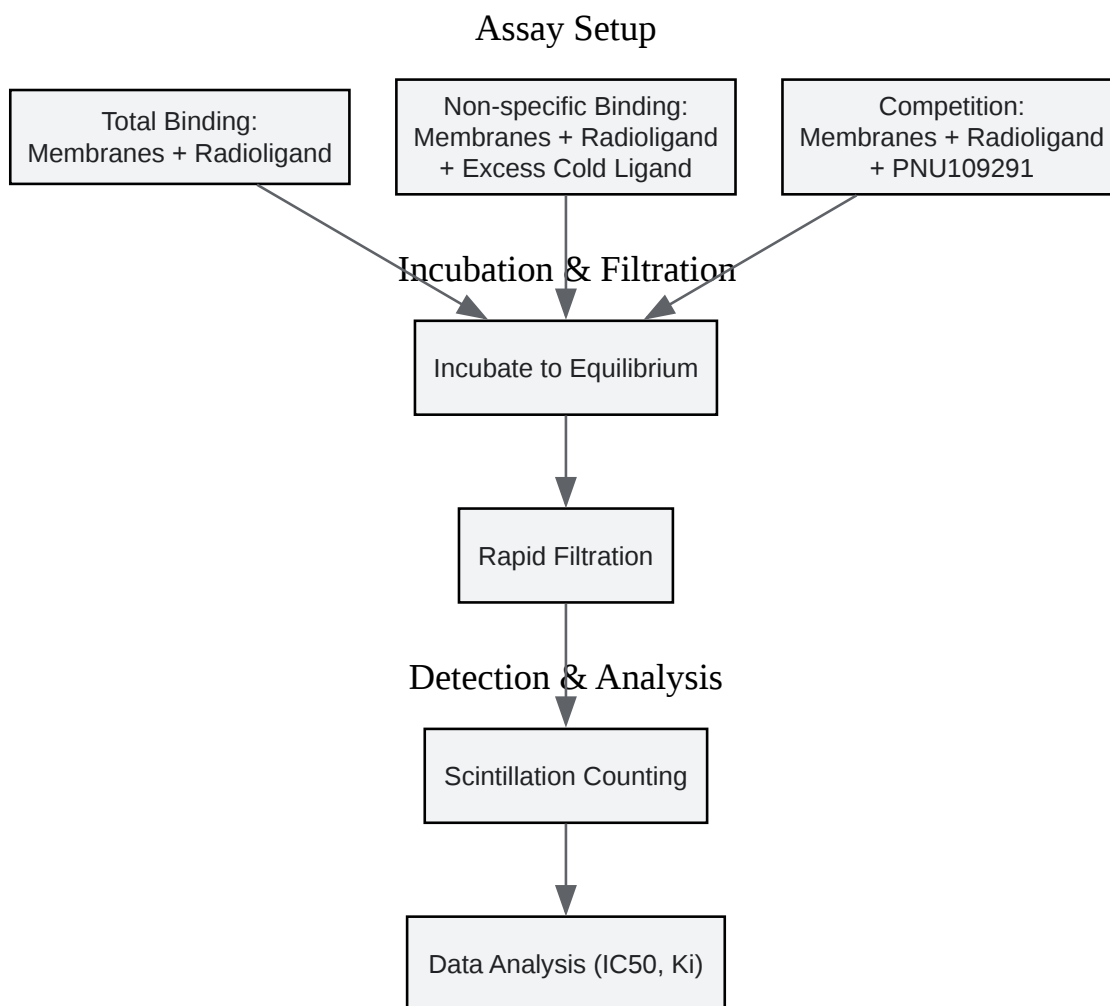 Assay Setup
Total Binding:
Membranes + Radioligand
Non-specific Binding:
Membranes + Radioligand
+ Excess Cold Ligand
Competition:
Membranes + Radioligand
+ PNU109291
Incubation & Filtration
Incubate to Equilibrium
Rapid Filtration
Detection & Analysis
Scintillation Counting
Data Analysis (IC50, Ki)